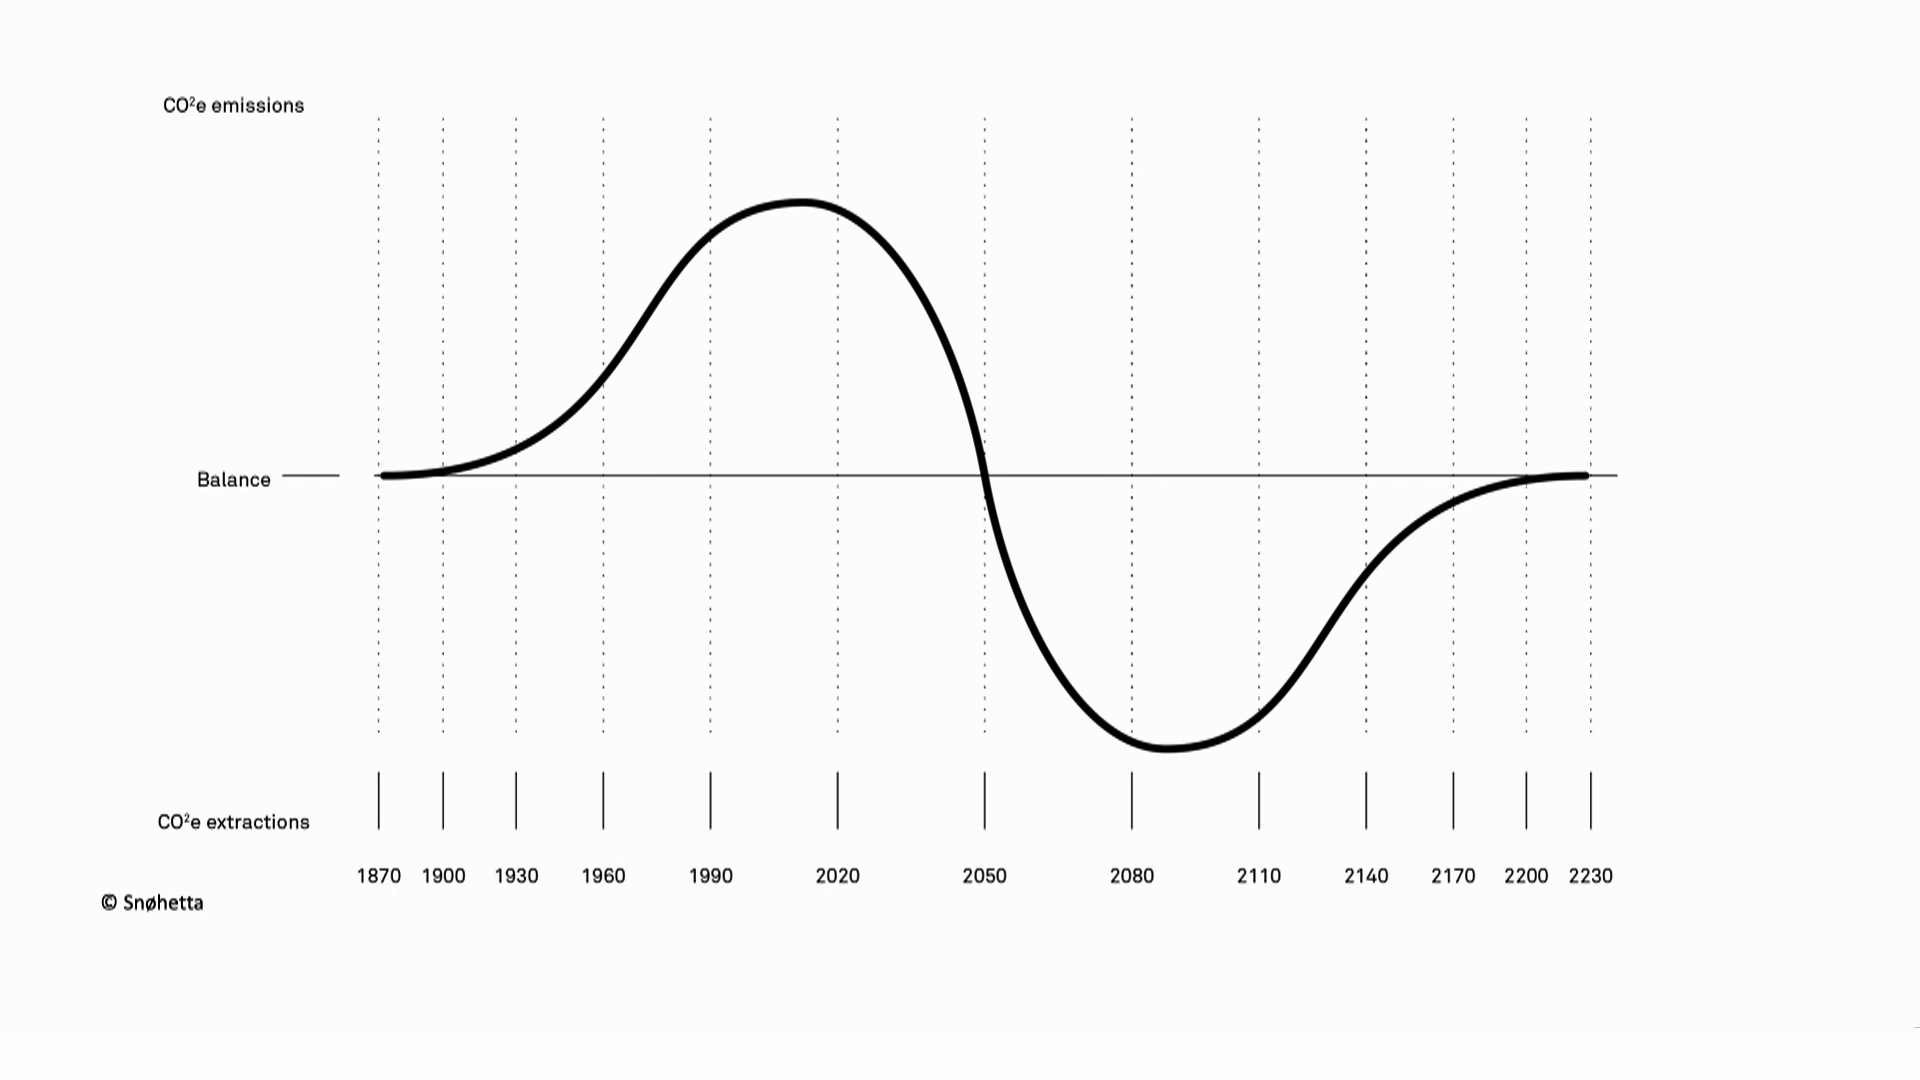 CO²e emissions
Balance
CO²e extractions
1870 1900 1930 1960 1990 2020 2050 2080 2110 2140 2170 2200 2230
© Snøhetta